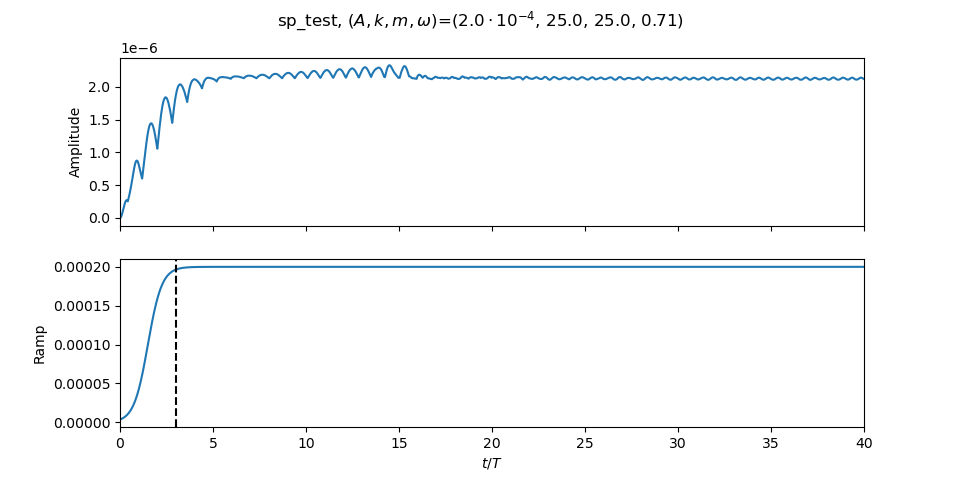 sp_test, (A, k, m, ω)=(2.0 · 10⁻⁴, 25.0, 25.0, 0.71)
1e−6
2.0
1.5
1.0
0.5
0.0
Amplitude
0.00020
0.00015
0.00010
0.00005
0.00000
Ramp
0 5 10 15 20 25 30 35 40
t/T